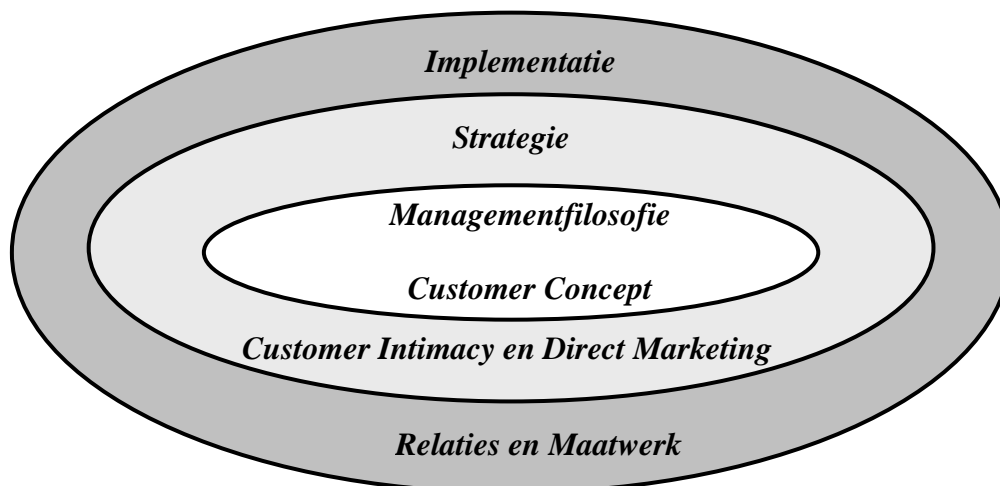 Implementatie
Strategie
Managementfilosofie
Customer Concept
Customer Intimacy en Direct Marketing
Relaties en Maatwerk